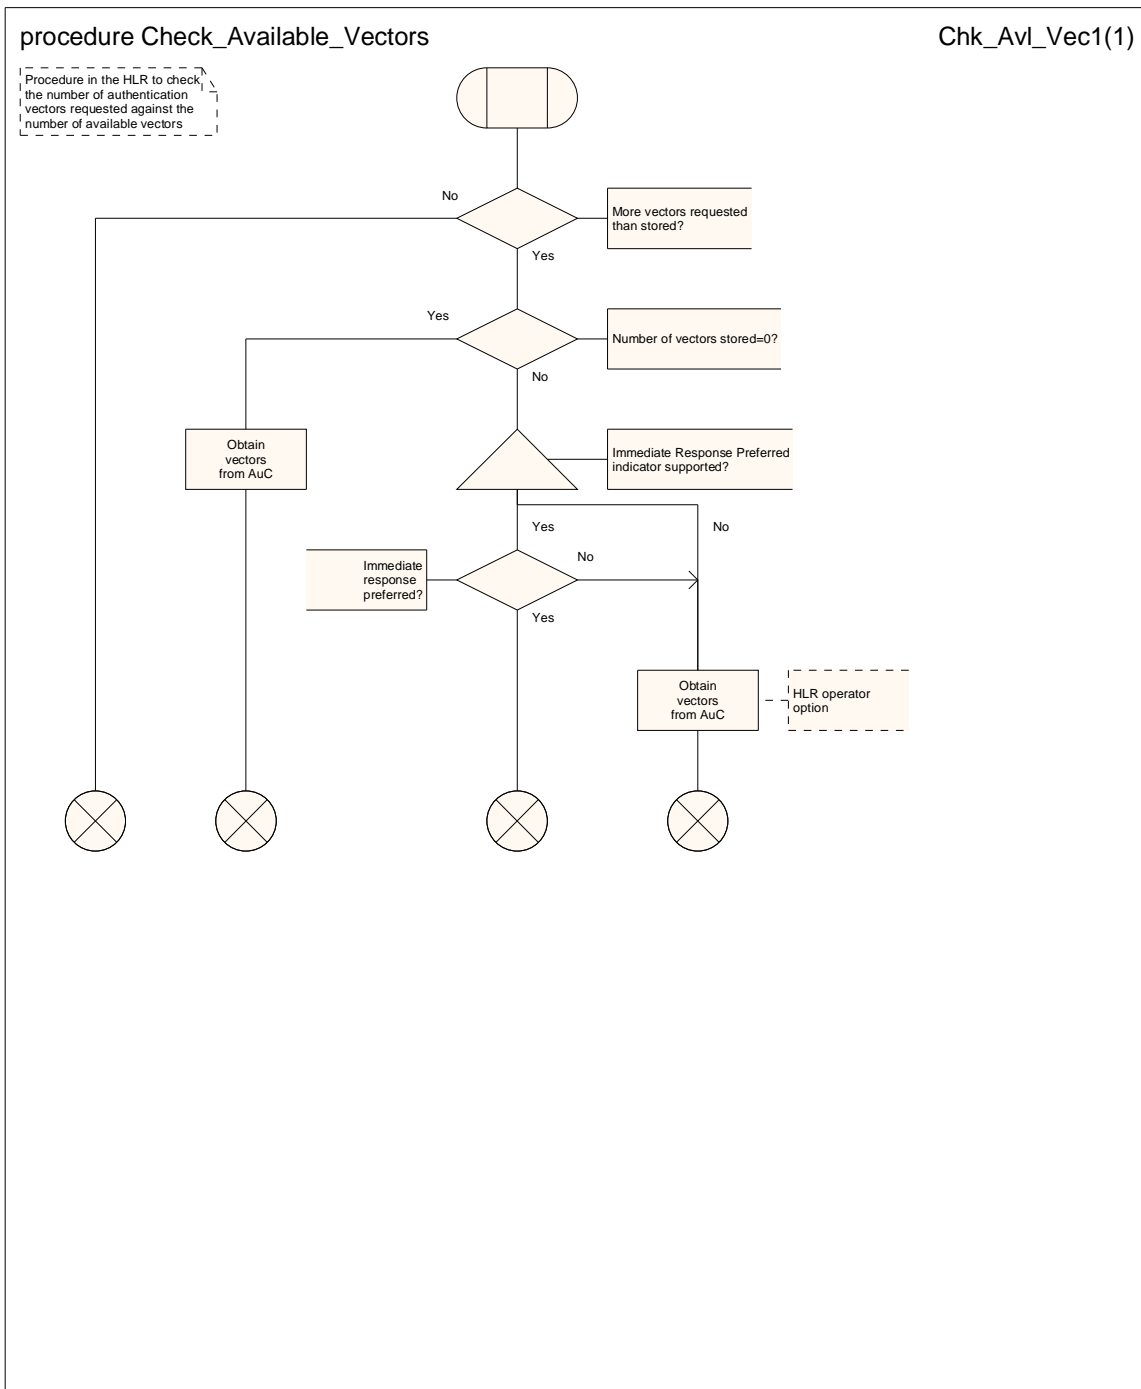 procedure Check_Available_Vectors
Chk_Avl_Vec1(1)
Procedure in the HLR to check
the number of authentication
vectors requested against the
number of available vectors
No
More vectors requested
than stored?
Yes
Yes
Number of vectors stored=0?
No
Obtain
vectors
from AuC
Immediate Response Preferred
indicator supported?
Yes
No
Immediate
response
preferred?
No
Yes
Obtain
vectors
from AuC
HLR operator
option